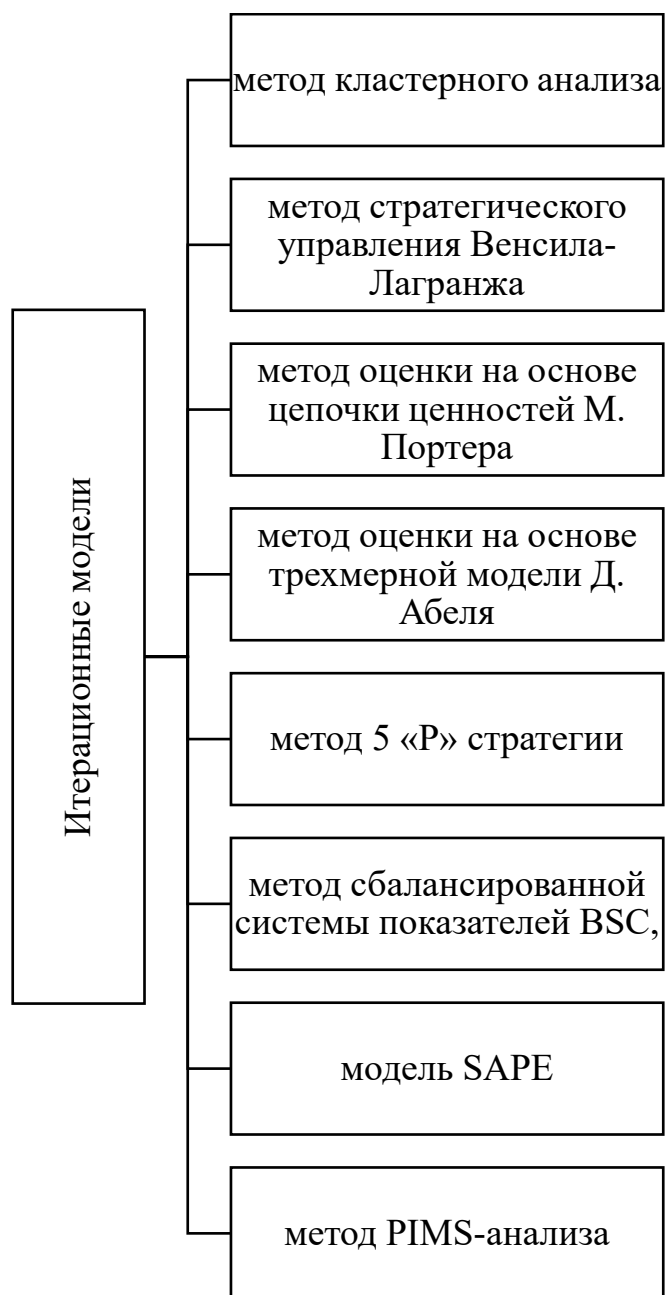 Итерационные модели
метод кластерного анализа
метод стратегического
управления Венсила-
Лагранжа
метод оценки на основе
цепочки ценностей М.
Портера
метод оценки на основе
трехмерной модели Д.
Абеля
метод 5 «Р» стратегии
метод сбалансированной
системы показателей BSC,
модель SAPE
метод PIMS-анализа